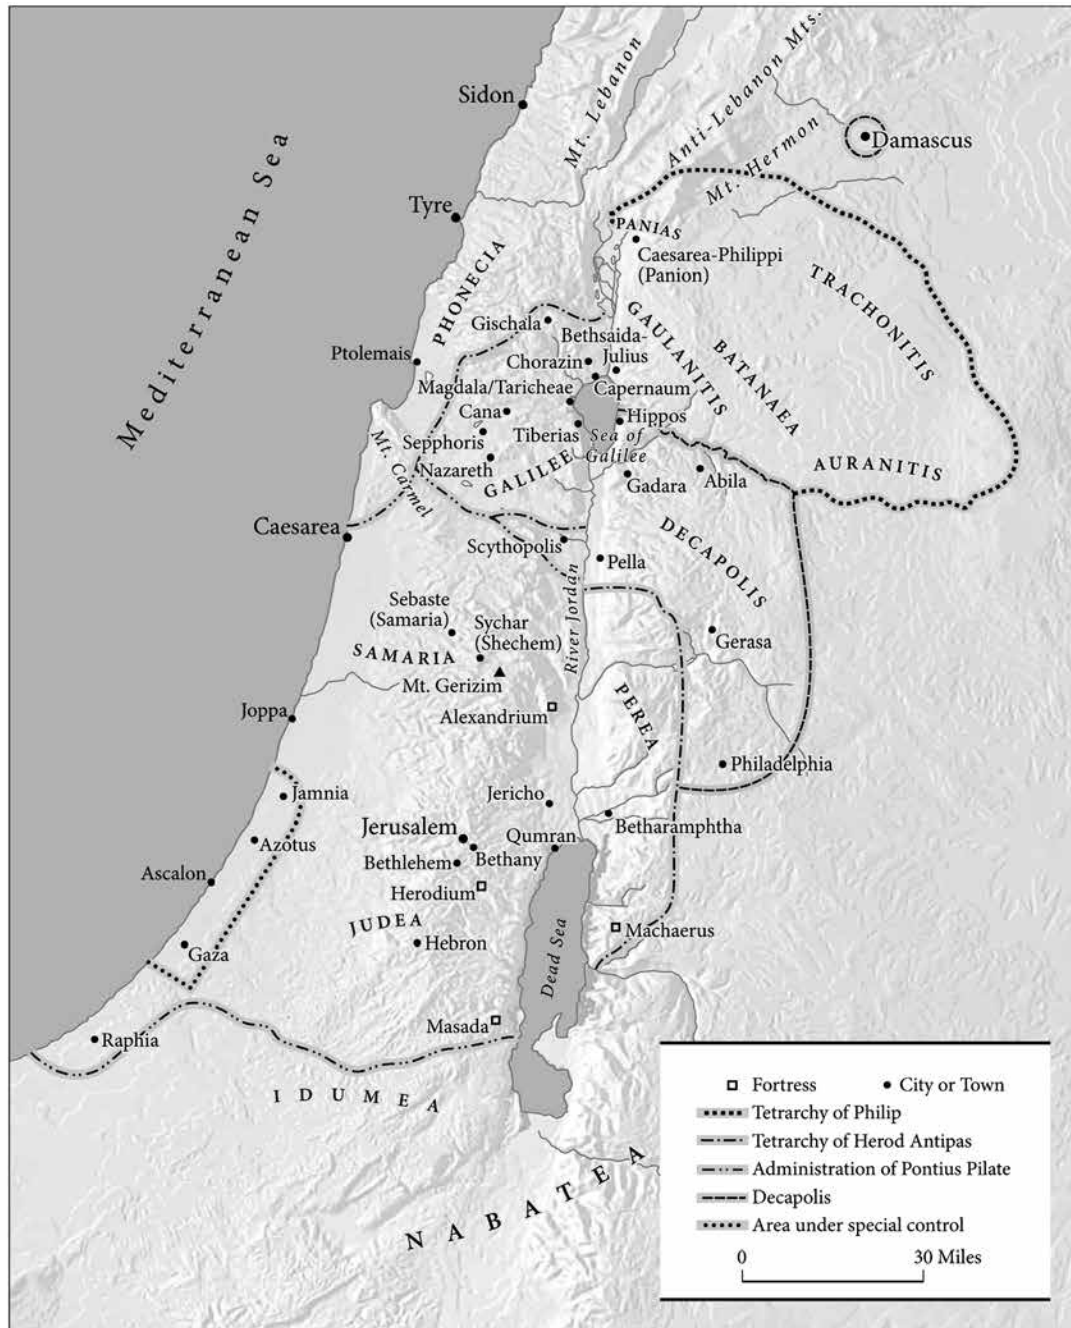 Sidon
Mt. Lebanon
Anti-Lebanon Mts.
Mt. Hermon
Damascus
Mediterranean Sea
Tyre
PANIAS
Caesarea-Philippi
(Panion)
PHONECIA
TRACHONITIS
GAULANITIS
BATANAEA
Gischala
Bethsaida-
Julius
Ptolemais
Chorazin
Capernaum
Magdala/Taricheae
Cana
Hippos
Sepphoris
Tiberias
Sea of
Galilee
Nazareth
GALILEE
Mt. Carmel
AURANITIS
Gadara
Abila
Caesarea
DECAPOLIS
Scythopolis
Pella
River Jordan
Sebaste
(Samaria)
Sychar
(Shechem)
Gerasa
SAMARIA
Mt. Gerizim
PEREA
Joppa
Alexandrium
Philadelphia
Jamnia
Jericho
Betharamphtha
Jerusalem
Qumran
Azotus
Bethany
Bethlehem
Ascalon
Herodium
JUDEA
Machaerus
Hebron
Gaza
Dead Sea
Masada
Raphia
IDUMEA
NABATEA
Fortress
City or Town
Tetrarchy of Philip
Tetrarchy of Herod Antipas
Administration of Pontius Pilate
Decapolis
Area under special control
0 30 Miles